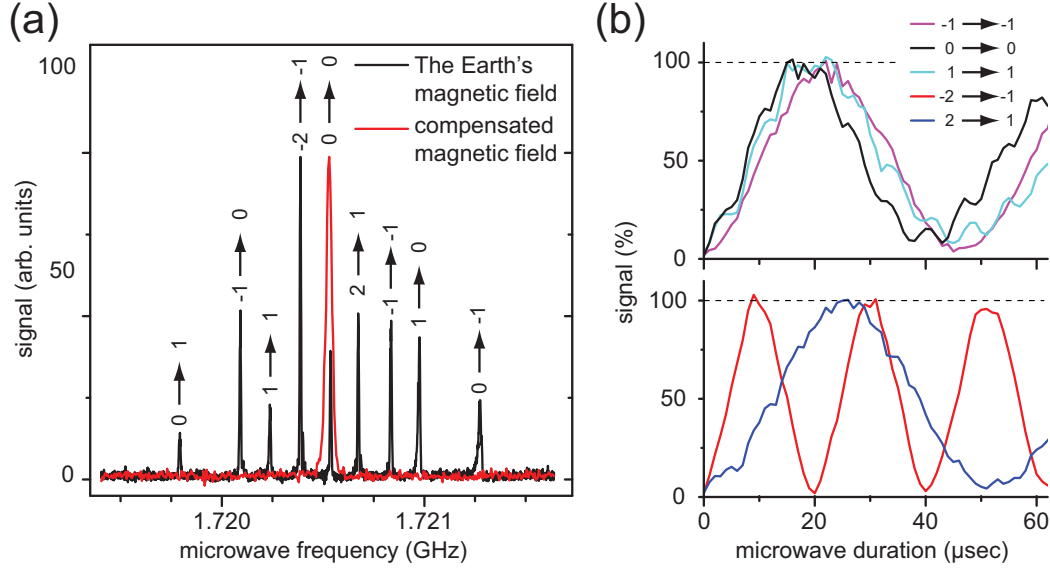 (a)
100
50
0
signal (arb. units)
0 → 1
-1 → 0
1 → 1
-2 → -1
0 → 0
2 → 1
-1 → -1
1 → 0
0 → -1
The Earth's
magnetic field
compensated
magnetic field
1.720
1.721
microwave frequency (GHz)
(b)
-1 → -1
0 → 0
1 → 1
-2 → -1
2 → 1
100
50
0
signal (%)
100
50
0
0
20
40
60
microwave duration (μsec)